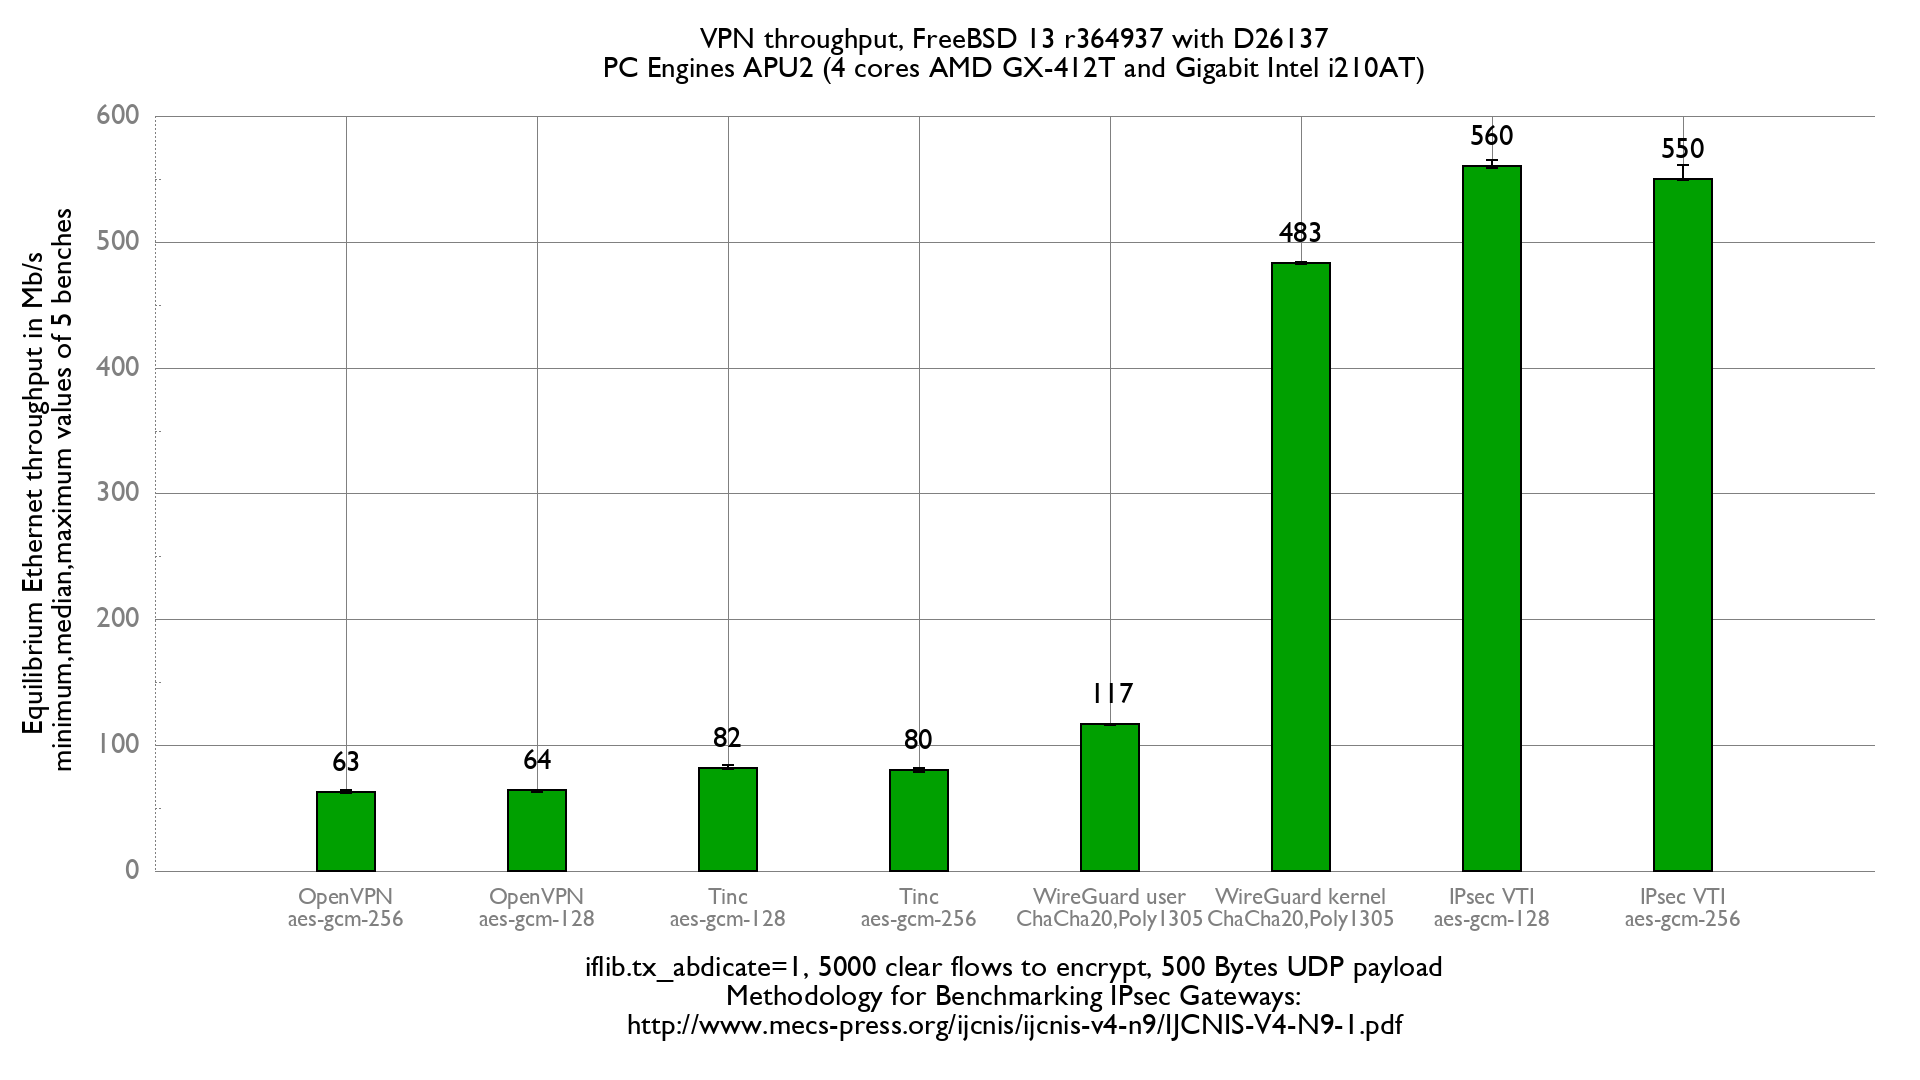 VPN throughput, FreeBSD 13 r364937 with D26137
PC Engines APU2 (4 cores AMD GX-412T and Gigabit Intel i210AT)
Equilibrium Ethernet throughput in Mb/s
minimum,median,maximum values of 5 benches
600
500
400
300
200
100
0
63
64
82
80
117
483
560
550
OpenVPN
aes-gcm-256
OpenVPN
aes-gcm-128
Tinc
aes-gcm-128
Tinc
aes-gcm-256
WireGuard user
ChaCha20,Poly1305
WireGuard kernel
ChaCha20,Poly1305
IPsec VTI
aes-gcm-128
IPsec VTI
aes-gcm-256
iflib.tx_abdicate=1, 5000 clear flows to encrypt, 500 Bytes UDP payload
Methodology for Benchmarking IPsec Gateways:
http://www.mecs-press.org/ijcnis/ijcnis-v4-n9/IJCNIS-V4-N9-1.pdf